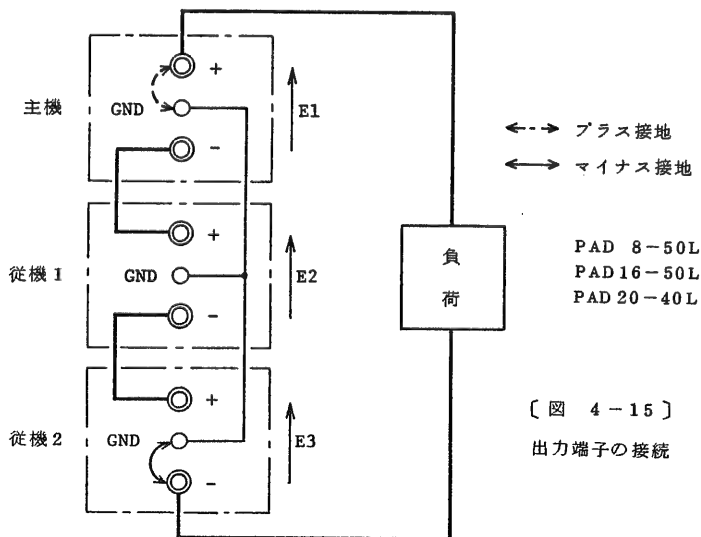 主機
+
GND
-
E1
従機1
+
GND
-
E2
従機2
+
GND
-
E3
負
荷
プラス接地
マイナス接地
PAD 8-50L
PAD16-50L
PAD20-40L
〔図 4-15〕
出力端子の接続